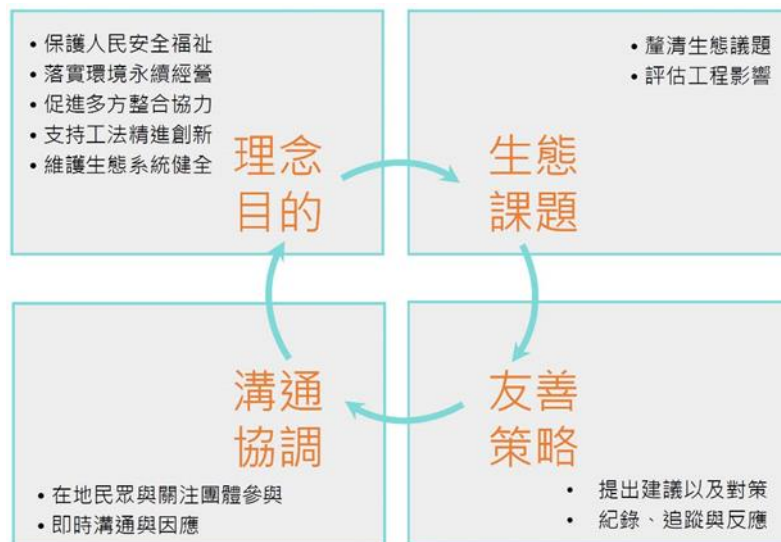 • 保護人民安全福祉
• 落實環境永續經營
• 促進多方整合協力
• 支持工法精進創新
• 維護生態系統健全
理念
目的
• 釐清生態議題
• 評估工程影響
生態
課題
溝通
協調
• 在地民眾與關注團體參與
• 即時溝通與因應
友善
策略
• 提出建議以及對策
• 紀錄、追蹤與反應